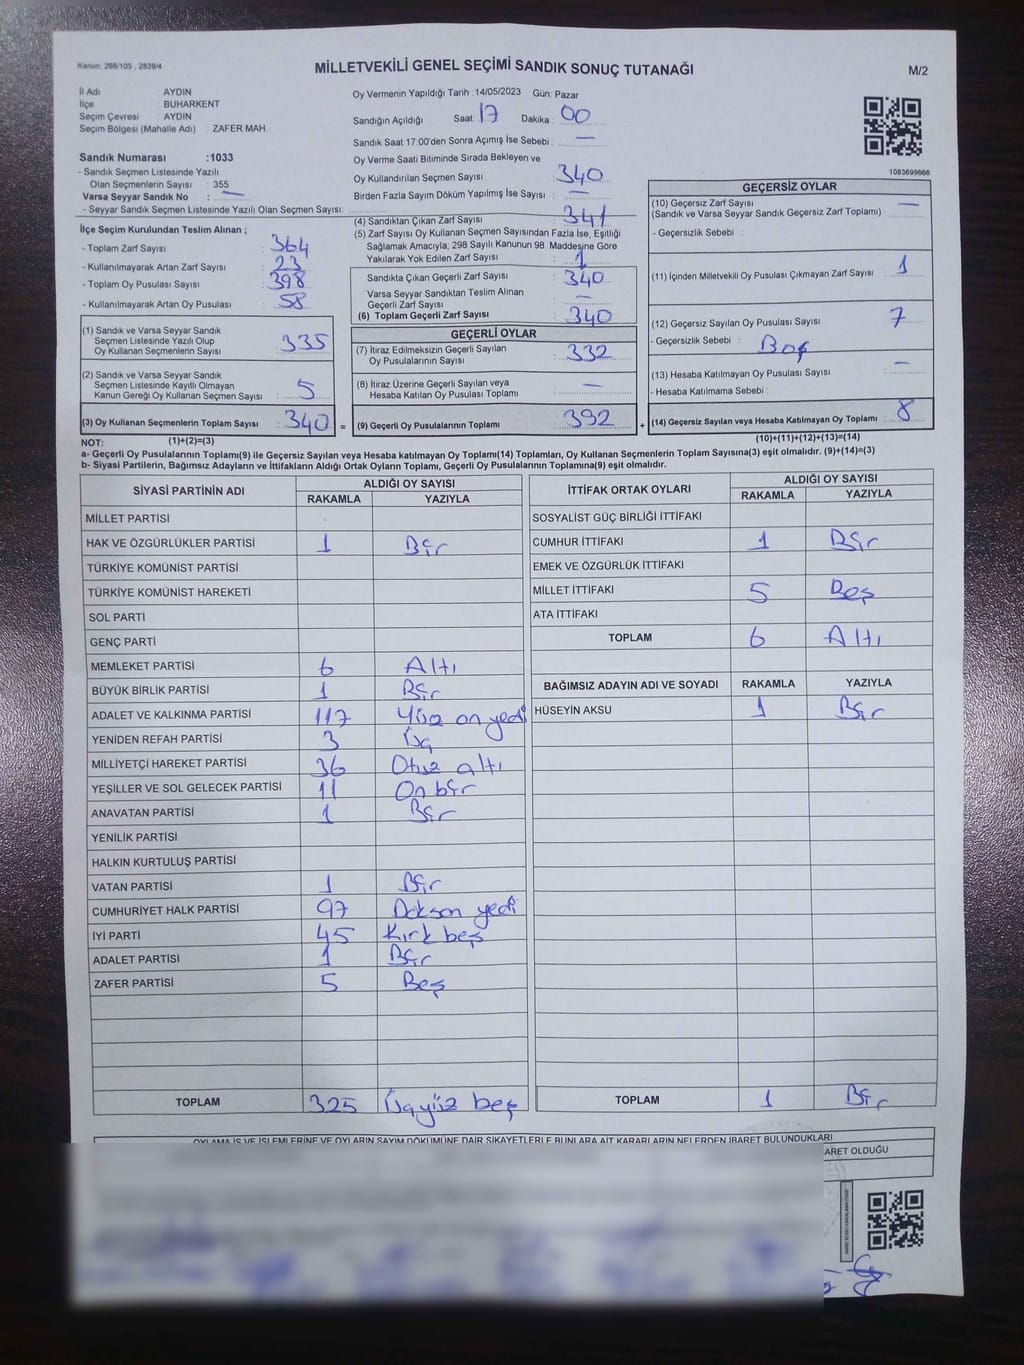 Kanun, 298/105 , 2839/4
MİLLETVEKİLİ GENEL SEÇİMİ SANDIK SONUÇ TUTANAĞI
M/2
İl Adı AYDIN
İlçe BUHARKENT
Seçim Çevresi AYDIN
Seçim Bölgesi (Mahalle Adı) : ZAFER MAH.
Sandık Numarası :1033
- Sandık Seçmen Listesinde Yazılı
Olan Seçmenlerin Sayısı : 355
Varsa Seyyar Sandık No : —
- Seyyar Sandık Seçmen Listesinde Yazılı Olan Seçmen Sayısı:
İlçe Seçim Kurulundan Teslim Alınan ;
- Toplam Zarf Sayısı : 364
- Kullanılmayarak Artan Zarf Sayısı : 23
- Toplam Oy Pusulası Sayısı : 398
- Kullanılmayarak Artan Oy Pusulası : 58
(1) Sandık ve Varsa Seyyar Sandık
Seçmen Listesinde Yazılı Olup
Oy Kullanan Seçmenlerin Sayısı : 335
(2) Sandık ve Varsa Seyyar Sandık
Seçmen Listesinde Kayıtlı Olmayan
Kanun Gereği Oy Kullanan Seçmen Sayısı : 5
(3) Oy Kullanan Seçmenlerin Toplam Sayısı : 340 =
Oy Vermenin Yapıldığı Tarih : 14/05/2023 Gün: Pazar
Sandığın Açıldığı Saat : 17 Dakika : 00
Sandık Saat 17:00'den Sonra Açımış İse Sebebi : —
Oy Verme Saati Bitiminde Sırada Bekleyen ve
Oy Kullandırılan Seçmen Sayısı : 340
Birden Fazla Sayım Döküm Yapılmış İse Sayısı : —
(4) Sandıktan Çıkan Zarf Sayısı : 341
(5) Zarf Sayısı Oy Kullanan Seçmen Sayısından Fazla İse, Eşitliği
Sağlamak Amacıyla, 298 Sayılı Kanunun 98. Maddesine Göre
Yakılarak Yok Edilen Zarf Sayısı : 1
Sandıkta Çıkan Geçerli Zarf Sayısı : 340
Varsa Seyyar Sandıktan Teslim Alınan
Geçerli Zarf Sayısı : —
(6) Toplam Geçerli Zarf Sayısı : 340
GEÇERLİ OYLAR
(7) İtiraz Edilmeksizin Geçerli Sayılan
Oy Pusulalarının Sayısı : 332
(8) İtiraz Üzerine Geçerli Sayılan veya
Hesaba Katılan Oy Pusulası Toplamı : —
(9) Geçerli Oy Pusulalarının Toplamı : 392 +
1083699666
GEÇERSİZ OYLAR
(10) Geçersiz Zarf Sayısı : —
(Sandık ve Varsa Seyyar Sandık Geçersiz Zarf Toplamı)
- Geçersizlik Sebebi :
(11) İçinden Milletvekili Oy Pusulası Çıkmayan Zarf Sayısı : 1
(12) Geçersiz Sayılan Oy Pusulası Sayısı : 7
- Geçersizlik Sebebi : Boş
(13) Hesaba Katılmayan Oy Pusulası Sayısı : —
- Hesaba Katılmama Sebebi :
(14) Geçersiz Sayılan veya Hesaba Katılmayan Oy Toplamı : 8
NOT: (1)+(2)=(3) (10)+(11)+(12)+(13)=(14)
a- Geçerli Oy Pusulalarının Toplamı(9) ile Geçersiz Sayılan veya Hesaba katılmayan Oy Toplamı(14) Toplamları, Oy Kullanan Seçmenlerin Toplam Sayısına(3) eşit olmalıdır. (9)+(14)=(3)
b- Siyasi Partilerin, Bağımsız Adayların ve İttifakların Aldığı Ortak Oyların Toplamı, Geçerli Oy Pusulalarının Toplamına(9) eşit olmalıdır.
SİYASİ PARTİNİN ADI ALDIĞI OY SAYISI
RAKAMLA YAZIYLA
MİLLET PARTİSİ
HAK VE ÖZGÜRLÜKLER PARTİSİ 1 Bir
TÜRKİYE KOMÜNİST PARTİSİ
TÜRKİYE KOMÜNİST HAREKETİ
SOL PARTİ
GENÇ PARTİ
MEMLEKET PARTİSİ 6 Altı
BÜYÜK BİRLİK PARTİSİ 1 Bir
ADALET VE KALKINMA PARTİSİ 117 Yüz on yedi
YENİDEN REFAH PARTİSİ 3 Üç
MİLLİYETÇİ HAREKET PARTİSİ 36 Otuz altı
YEŞİLLER VE SOL GELECEK PARTİSİ 11 On bir
ANAVATAN PARTİSİ 1 Bir
YENİLİK PARTİSİ
HALKIN KURTULUŞ PARTİSİ
VATAN PARTİSİ 1 Bir
CUMHURİYET HALK PARTİSİ 97 Doksan yedi
İYİ PARTİ 45 Kırk beş
ADALET PARTİSİ 1 Bir
ZAFER PARTİSİ 5 Beş
TOPLAM 325 Üçyüz beş
İTTİFAK ORTAK OYLARI ALDIĞI OY SAYISI
RAKAMLA YAZIYLA
SOSYALİST GÜÇ BİRLİĞİ İTTİFAKI
CUMHUR İTTİFAKI 1 Bir
EMEK VE ÖZGÜRLÜK İTTİFAKI
MİLLET İTTİFAKI 5 Beş
ATA İTTİFAKI
TOPLAM 6 Altı
BAĞIMSIZ ADAYIN ADI VE SOYADI RAKAMLA YAZIYLA
HÜSEYİN AKSU 1 Bir
TOPLAM 1 Bir
OYLAMA İŞ VE İŞLEMLERİNE VE OYLARIN SAYIM DÖKÜMÜNE DAİR ŞİKAYETLERLE BUNLARA AİT KARARLARIN NELERDEN İBARET BULUNDUKLARI
ARET OLDUĞU